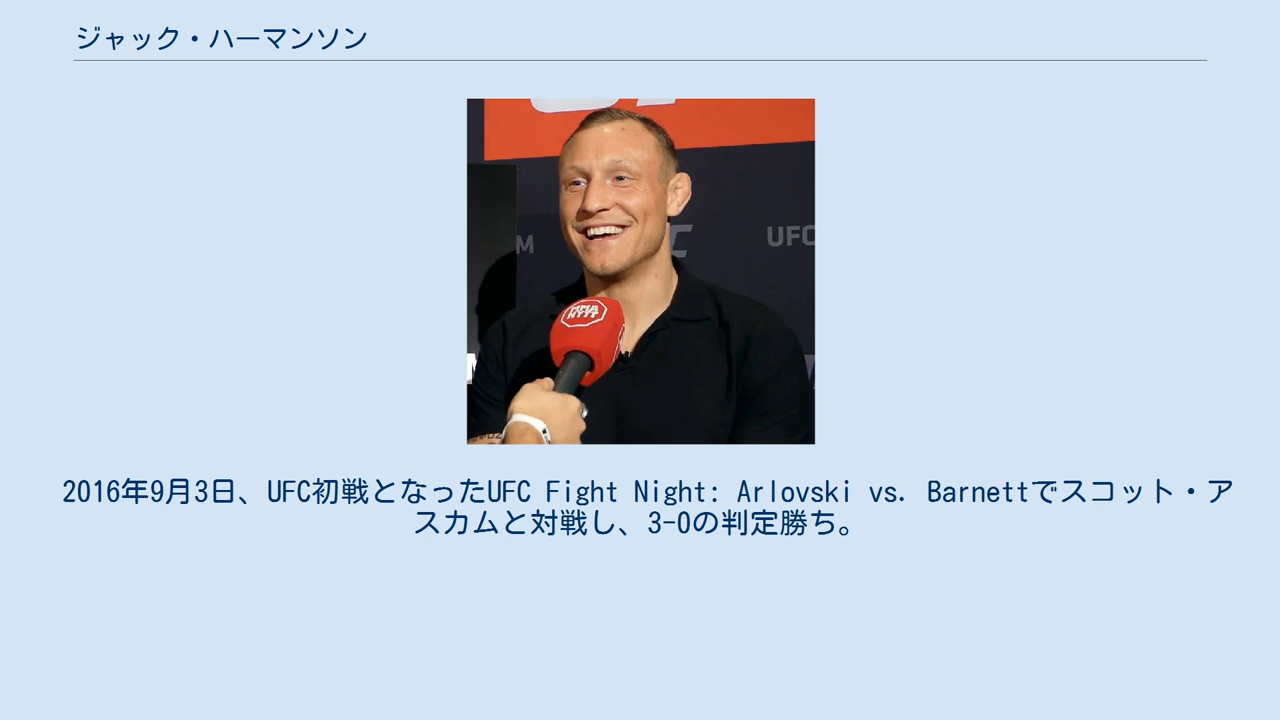 ジャック・ハーマンソン
M
UFC
MMA
NYTT
2016年9月3日、UFC初戦となったUFC Fight Night: Arlovski vs. Barnettでスコット・ア
スカムと対戦し、3-0の判定勝ち。